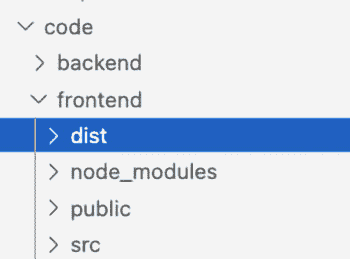 code
backend
frontend
dist
node_modules
public
src